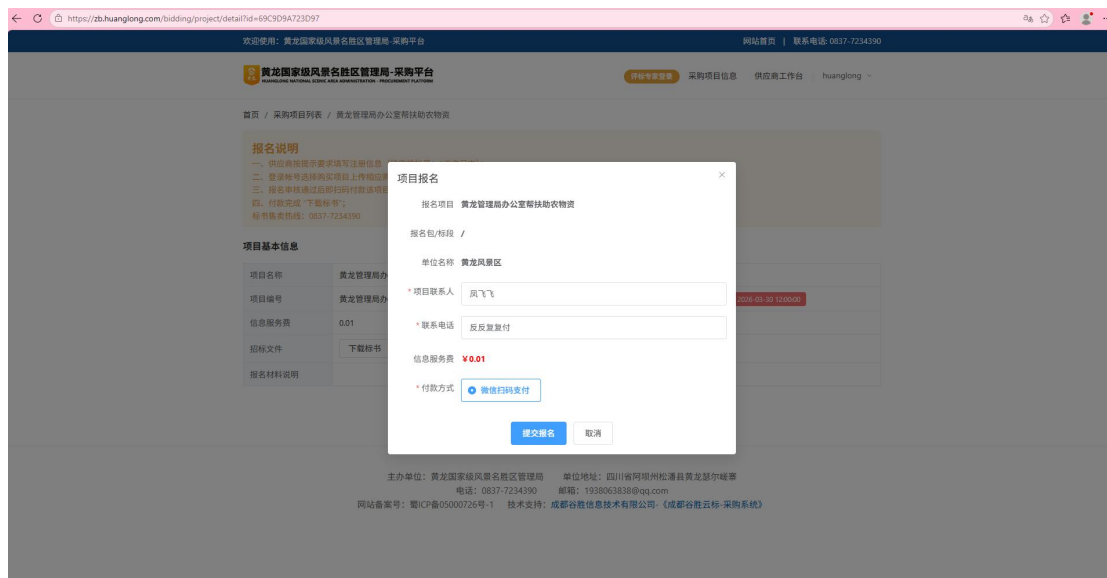 https://zb.huanglong.com/bidding/project/detail?id=69C9D9A723D97
欢迎使用：黄龙国家级风景名胜区管理局-采购平台
网站首页 | 联系电话: 0837-7234390
黄龙国家级风景名胜区管理局-采购平台
HUANGLONG NATIONAL SCENIC AREA ADMINISTRATION - PROCUREMENT PLATFORM
评标专家登录 采购项目信息 供应商工作台 huanglong
首页 / 采购项目列表 / 黄龙管理局办公室帮扶助农物资
报名说明
一、供应商按提示要求填写注册信息
二、登录帐号选择购买项目上传相应
三、报名审核通过后即扫码付款该项目
四、付款完成 "下载标书"；
标书售卖热线：0837-7234390
项目基本信息
项目名称 黄龙管理局办
项目编号 黄龙管理局办
2026-03-30 12:00:00
信息服务费 0.01
招标文件 下载标书
报名材料说明
项目报名
报名项目 黄龙管理局办公室帮扶助农物资
报名包/标段 /
单位名称 黄龙风景区
* 项目联系人 凤飞飞
* 联系电话 反反复复付
信息服务费 ￥0.01
* 付款方式 微信扫码支付
提交报名 取消
主办单位：黄龙国家级风景名胜区管理局 单位地址：四川省阿坝州松潘县黄龙瑟尔嵯寨
电话：0837-7234390 邮箱：1938063838@qq.com
网站备案号：蜀ICP备05000726号-1 技术支持：成都谷胜信息技术有限公司-《成都谷胜云标-采购系统》